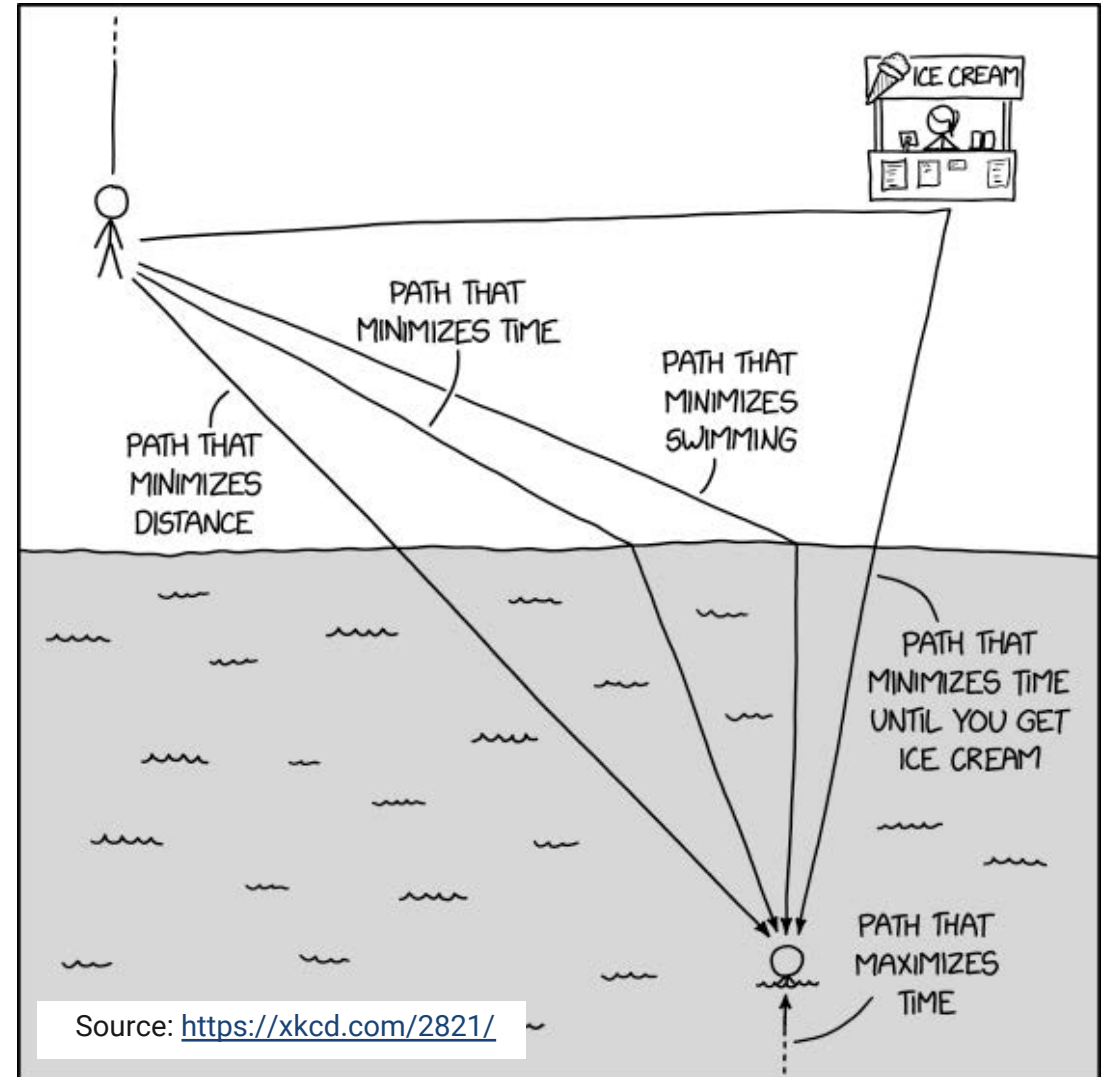 ICE CREAM
PATH THAT
MINIMIZES TIME
PATH THAT
MINIMIZES
SWIMMING
PATH THAT
MINIMIZES
DISTANCE
PATH THAT
MINIMIZES TIME
UNTIL YOU GET
ICE CREAM
PATH THAT
MAXIMIZES
TIME
Source: https://xkcd.com/2821/